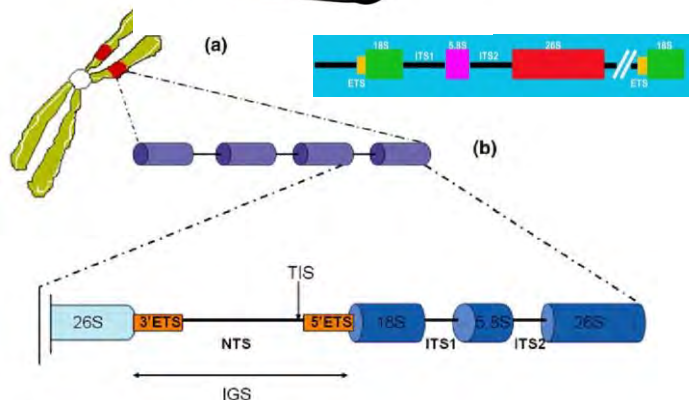 (a)
18S 5.8S 26S 18S
ITS1 ITS2
ETS ETS
(b)
TIS
26S 3'ETS 5'ETS 18S 5.8S 26S
NTS ITS1 ITS2
IGS